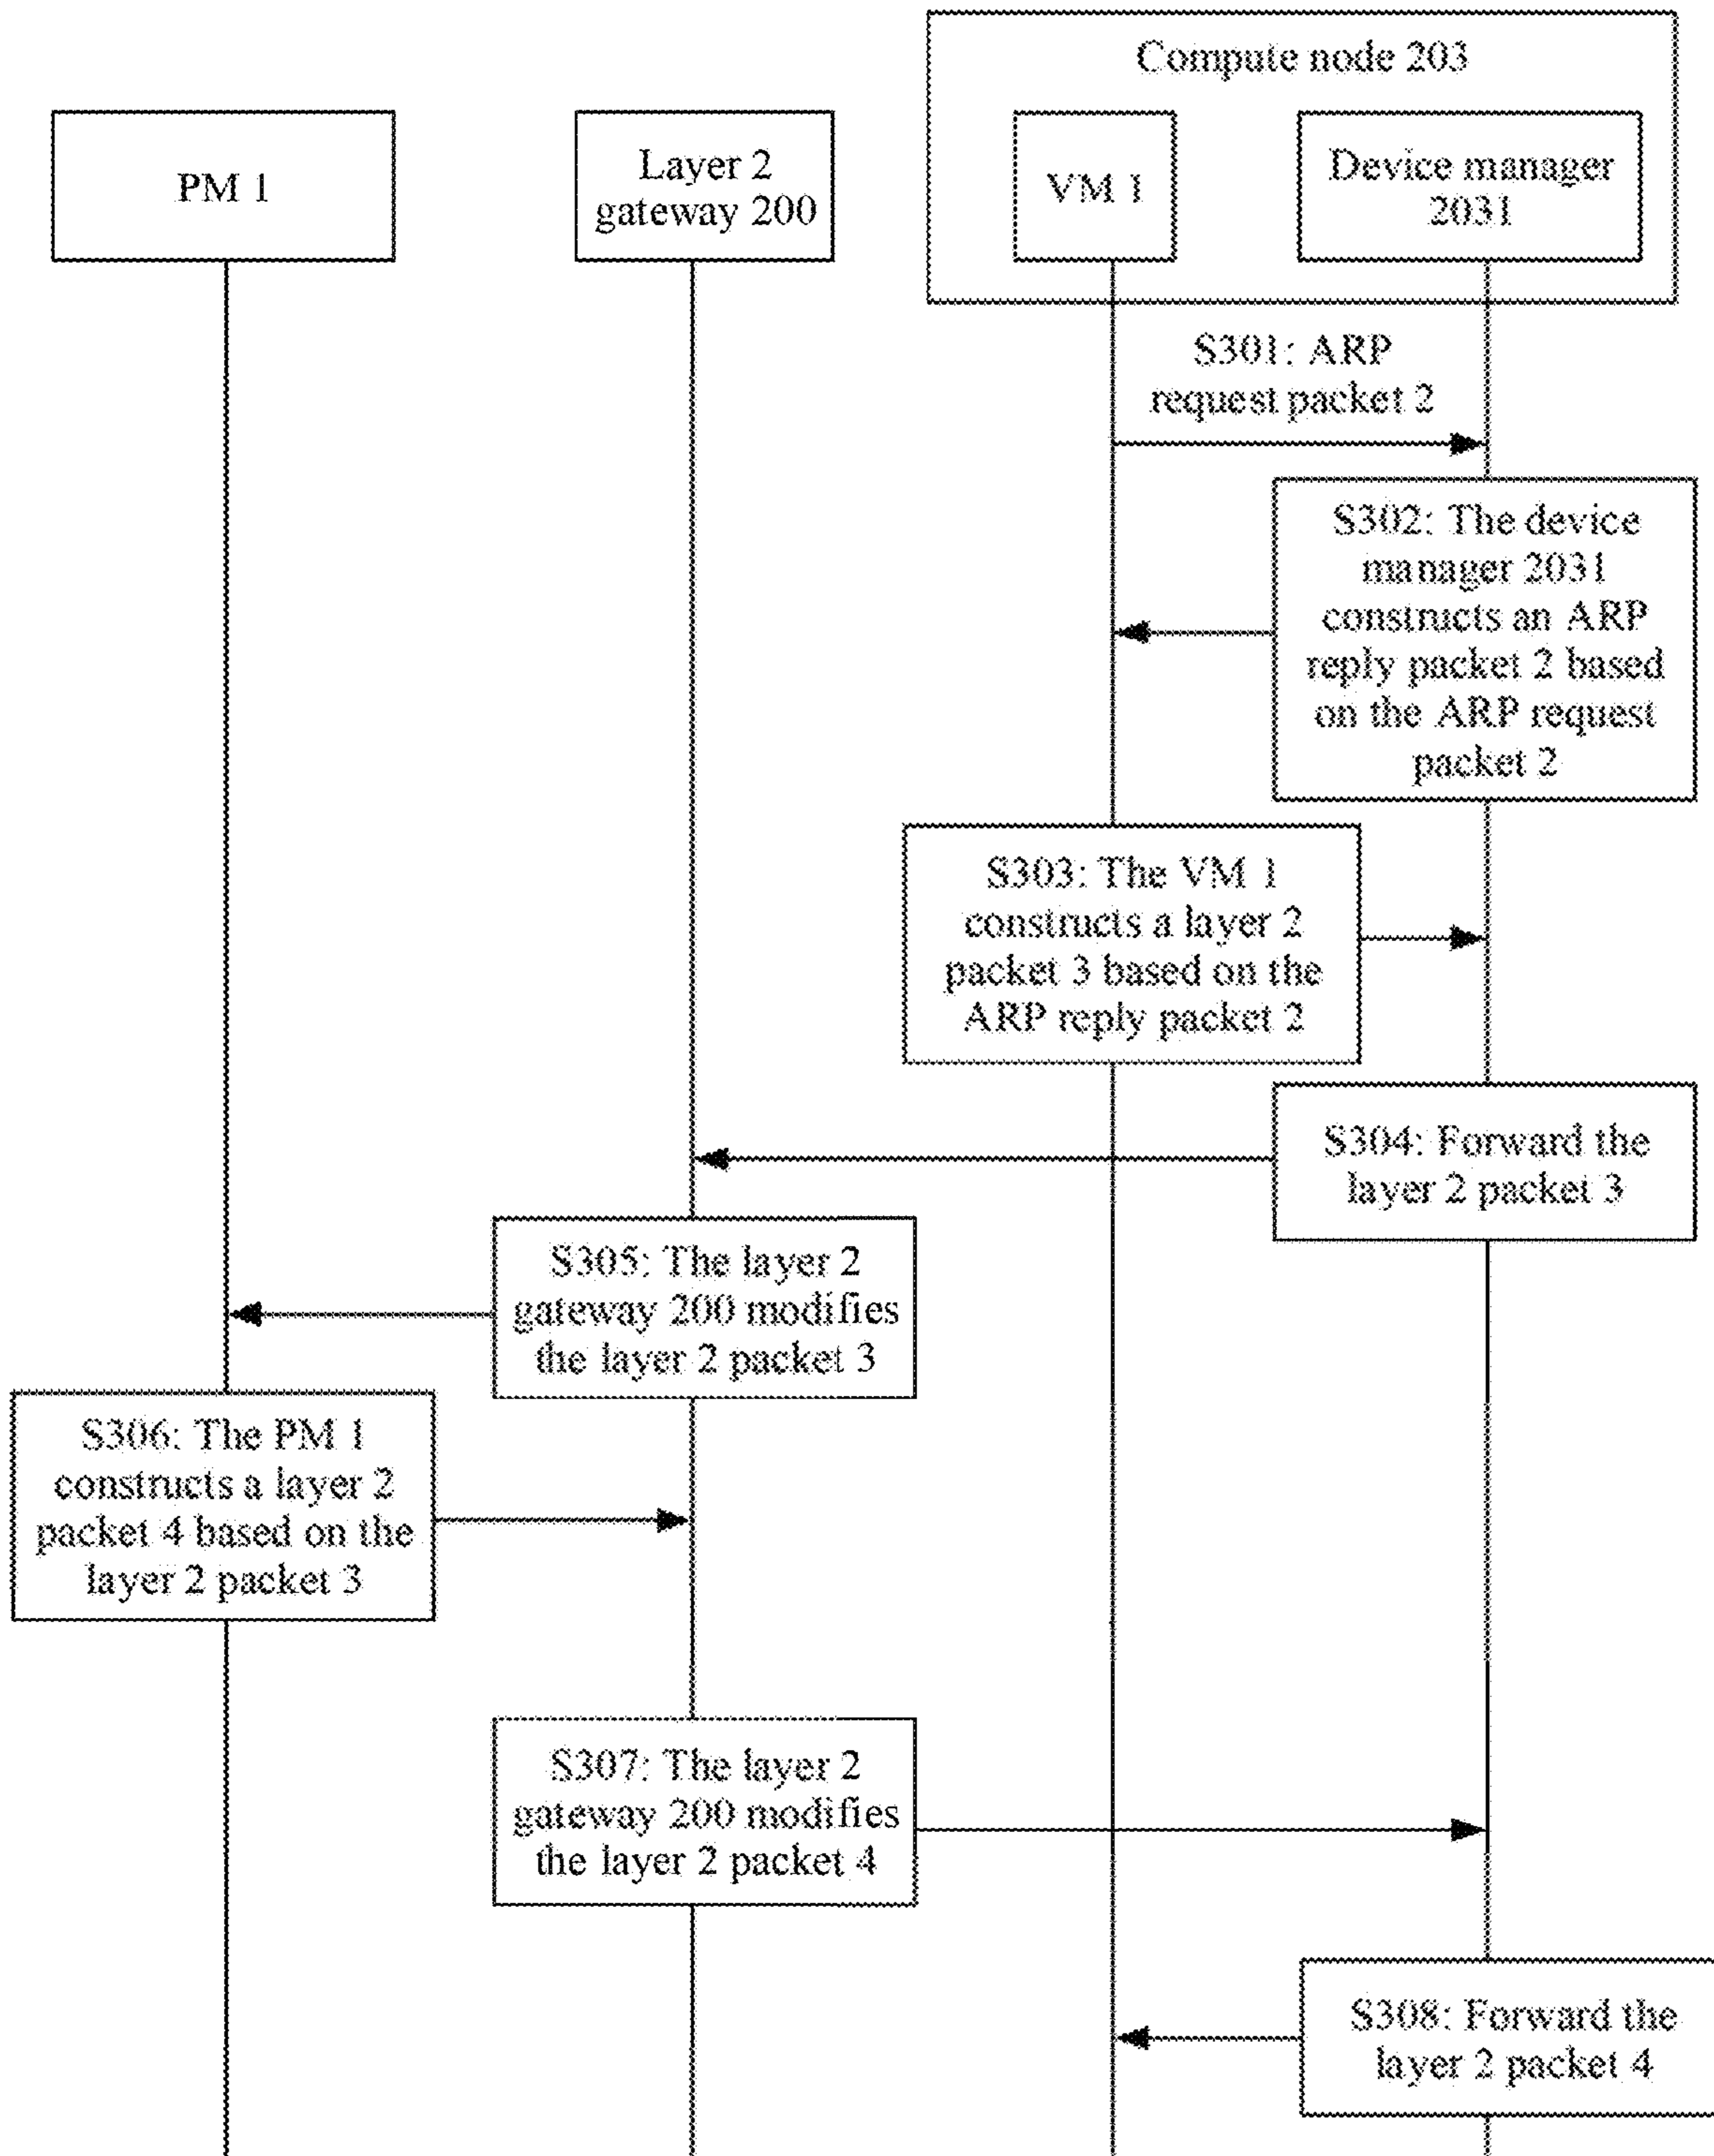 Compute node 203
PM 1
Layer 2
gateway 200
VM 1
Device manager
2031
S301: ARP
request packet 2
S302: The device
manager 2031
constructs an ARP
reply packet 2 based
on the ARP request
packet 2
S303: The VM 1
constructs a layer 2
packet 3 based on the
ARP reply packet 2
S304: Forward the
layer 2 packet 3
S305: The layer 2
gateway 200 modifies
the layer 2 packet 3
S306: The PM 1
constructs a layer 2
packet 4 based on the
layer 2 packet 3
S307: The layer 2
gateway 200 modifies
the layer 2 packet 4
S308: Forward the
layer 2 packet 4